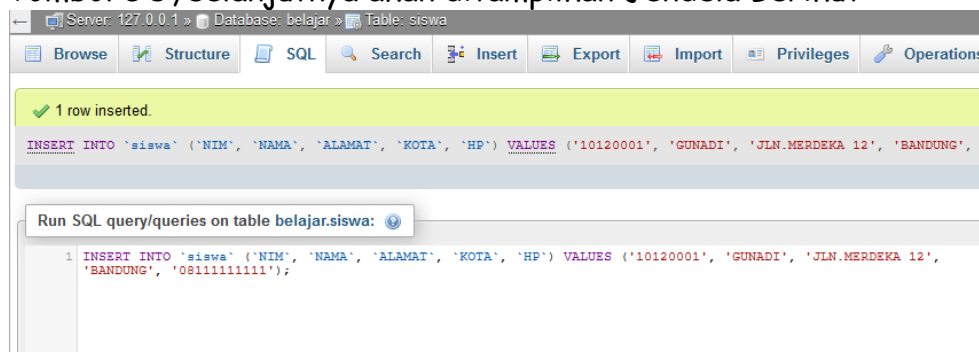 Server: 127.0.0.1 » Database: belajar » Table: siswa
Browse Structure SQL Search Insert Export Import Privileges Operations
1 row inserted.
INSERT INTO `siswa` (`NIM`, `NAMA`, `ALAMAT`, `KOTA`, `HP`) VALUES ('10120001', 'GUNADI', 'JLN.MERDEKA 12', 'BANDUNG',
Run SQL query/queries on table belajar.siswa:
1 INSERT INTO `siswa` (`NIM`, `NAMA`, `ALAMAT`, `KOTA`, `HP`) VALUES ('10120001', 'GUNADI', 'JLN.MERDEKA 12',
'BANDUNG', '08111111111');